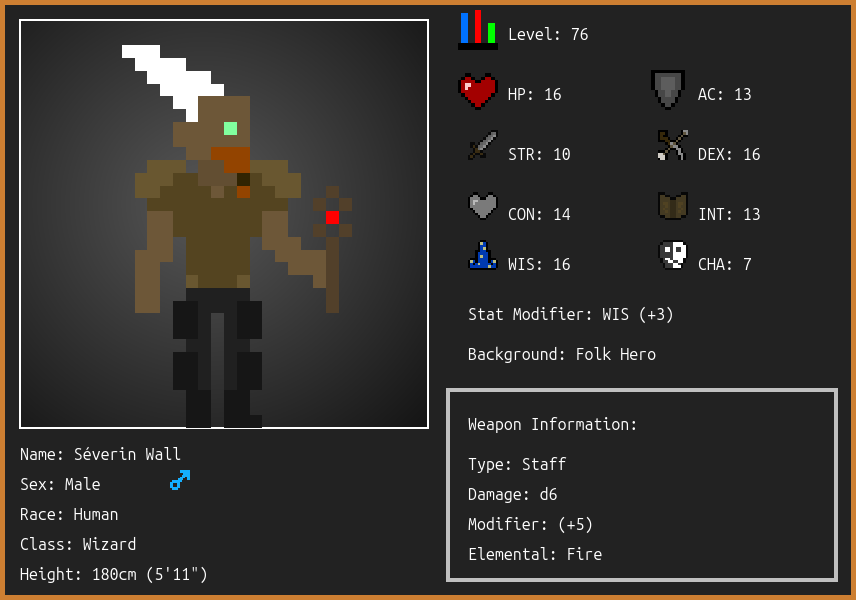 Level: 76
HP: 16
AC: 13
STR: 10
DEX: 16
CON: 14
INT: 13
WIS: 16
CHA: 7
Stat Modifier: WIS (+3)
Background: Folk Hero
Weapon Information:
Type: Staff
Damage: d6
Modifier: (+5)
Elemental: Fire
Name: Séverin Wall
Sex: Male
Race: Human
Class: Wizard
Height: 180cm (5'11")